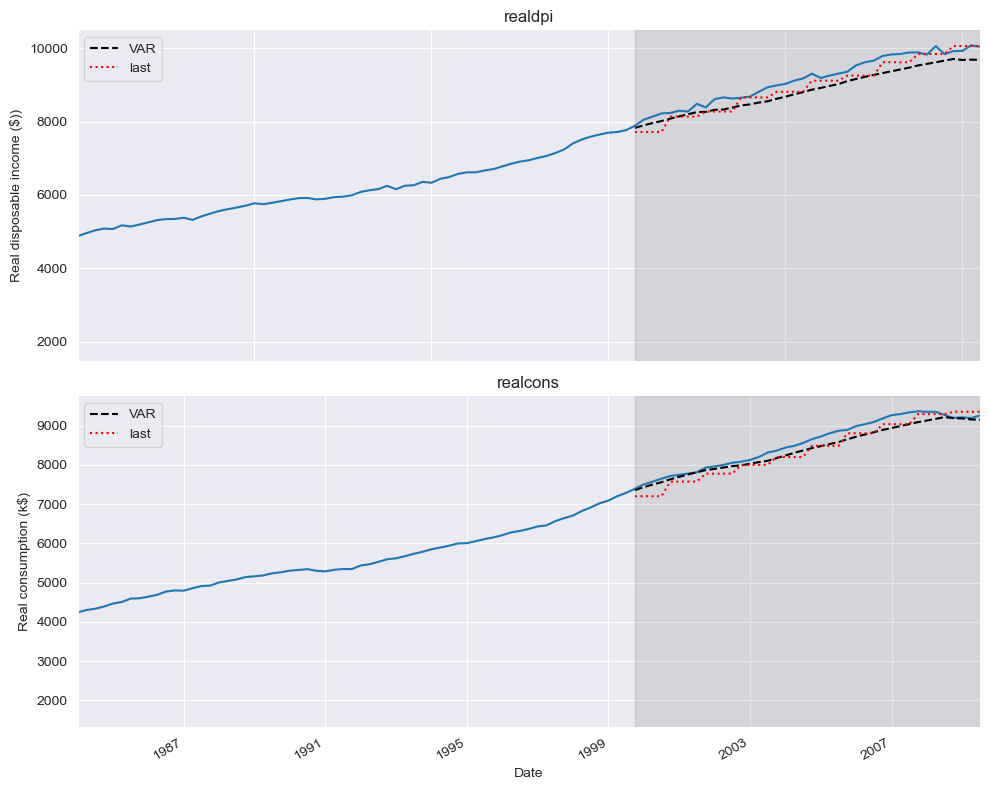 realdpi
VAR
last
Real disposable income ($))
10000
8000
6000
4000
2000
realcons
VAR
last
Real consumption (k$)
9000
8000
7000
6000
5000
4000
3000
2000
1987
1991
1995
1999
2003
2007
Date